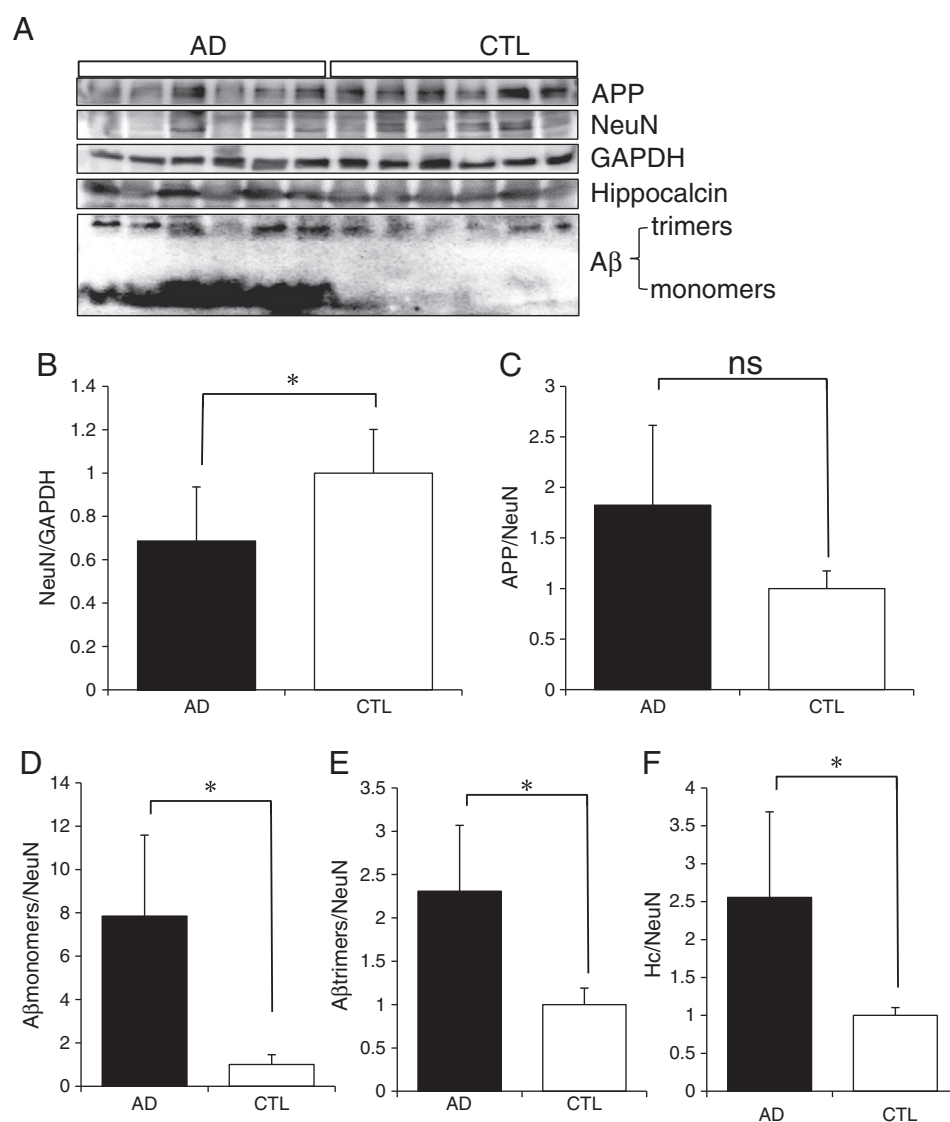 A
AD CTL
APP
NeuN
GAPDH
Hippocalcin
Aβ
trimers
monomers
B
NeuN/GAPDH
1.4
1.2
1
0.8
0.6
0.4
0.2
0
*
AD CTL
C
APP/NeuN
3
2.5
2
1.5
1
0.5
0
ns
AD CTL
D
Aβmonomers/NeuN
14
12
10
8
6
4
2
0
*
AD CTL
E
Aβtrimers/NeuN
3.5
3
2.5
2
1.5
1
0.5
0
*
AD CTL
F
Hc/NeuN
4
3.5
3
2.5
2
1.5
1
0.5
0
*
AD CTL